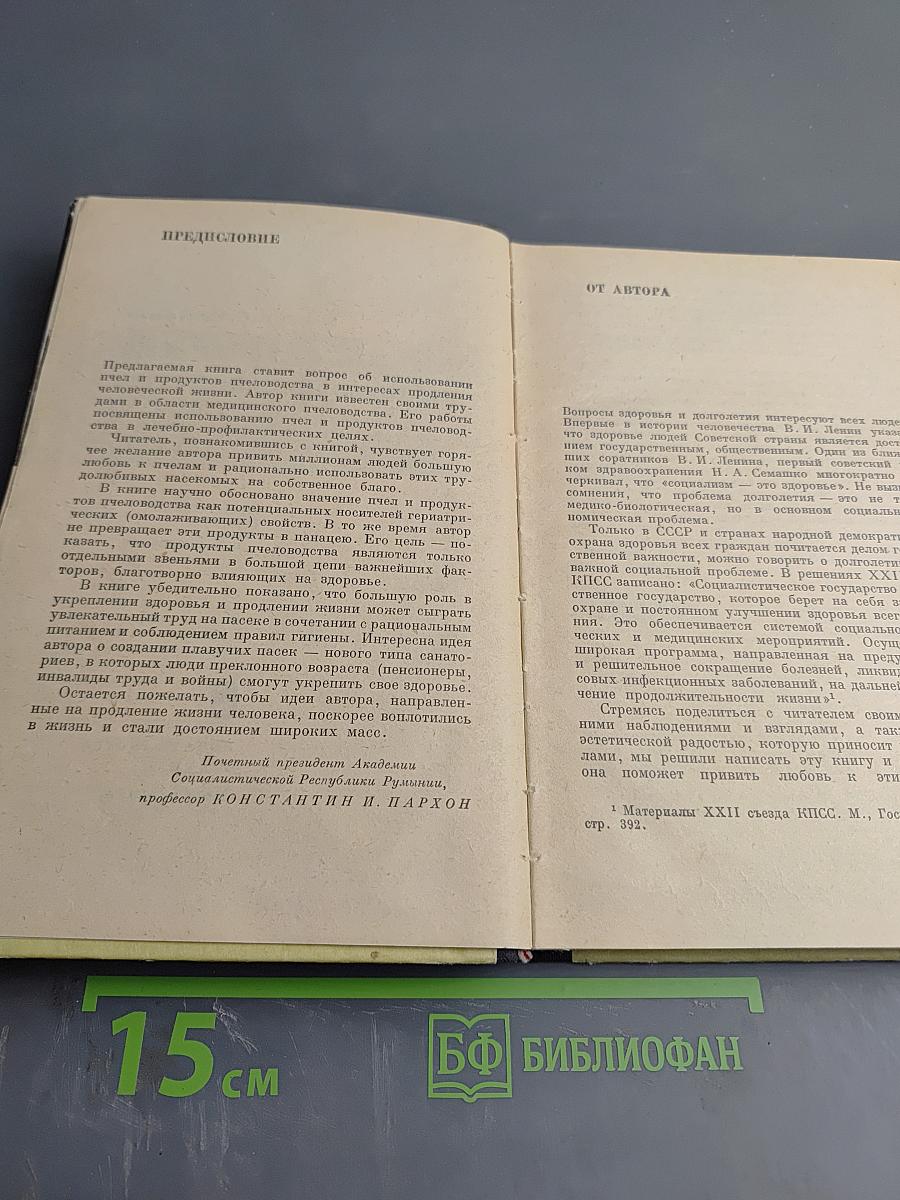 ПРЕДИСЛОВИЕ
Предлагаемая книга ставит вопрос об использовании
пчел и продуктов пчеловодства в интересах продления
человеческой жизни. Автор книги известен своими тру-
дами в области медицинского пчеловодства. Его работы
посвящены использованию пчел и продуктов пчеловод-
ства в лечебно-профилактических целях.
Читатель, познакомившись с книгой, чувствует горя-
чее желание автора привить миллионам людей большую
любовь к пчелам и рационально использовать этих тру-
долюбивых насекомых на собственное благо.
В книге научно обосновано значение пчел и продук-
тов пчеловодства как потенциальных носителей гериатри-
ческих (омолаживающих) свойств. В то же время автор
не превращает эти продукты в панацею. Его цель — по-
казать, что продукты пчеловодства являются только
отдельными звеньями в большой цепи важнейших фак-
торов, благотворно влияющих на здоровье.
В книге убедительно показано, что большую роль в
укреплении здоровья и продлении жизни может сыграть
увлекательный труд на пасеке в сочетании с рациональным
питанием и соблюдением правил гигиены. Интересна идея
автора о создании плавучих пасек — нового типа санато-
риев, в которых люди преклонного возраста (пенсионеры,
инвалиды труда и войны) смогут укрепить свое здоровье.
Остается пожелать, чтобы идеи автора, направлен-
ные на продление жизни человека, поскорее воплотились
в жизнь и стали достоянием широких масс.
Почетный президент Академии
Социалистической Республики Румынии,
профессор КОНСТАНТИН И. ПАРХОН
ОТ АВТОРА
Вопросы здоровья и долголетия интересуют всех люде
Впервые в истории человечества В. И. Ленин указа
что здоровье людей Советской страны является дост
нием государственным, общественным. Один из ближ
ших соратников В. И. Ленина, первый советский
ком здравоохранения Н. А. Семашко многократно
черкивал, что «социализм — это здоровье». Не выз
сомнения, что проблема долголетия — это не т
медико-биологическая, но в основном социальн
номическая проблема.
Только в СССР и странах народной демократи
охрана здоровья всех граждан почитается делом го
ственной важности, можно говорить о долголети
важной социальной проблеме. В решениях XXII
КПСС записано: «Социалистическое государство
ственное государство, которое берет на себя з
охране и постоянном улучшении здоровья всег
ния. Это обеспечивается системой социально
ческих и медицинских мероприятий. Осущ
широкая программа, направленная на преду
и решительное сокращение болезней, ликвид
совых инфекционных заболеваний, на дальней
чение продолжительности жизни»¹.
Стремясь поделиться с читателем своим
ними наблюдениями и взглядами, а такж
эстетической радостью, которую приносит
лами, мы решили написать эту книгу и
она поможет привить любовь к эти
¹ Материалы XXII съезда КПСС. М., Гос
стр. 392.
15 см
БФ БИБЛИОФАН